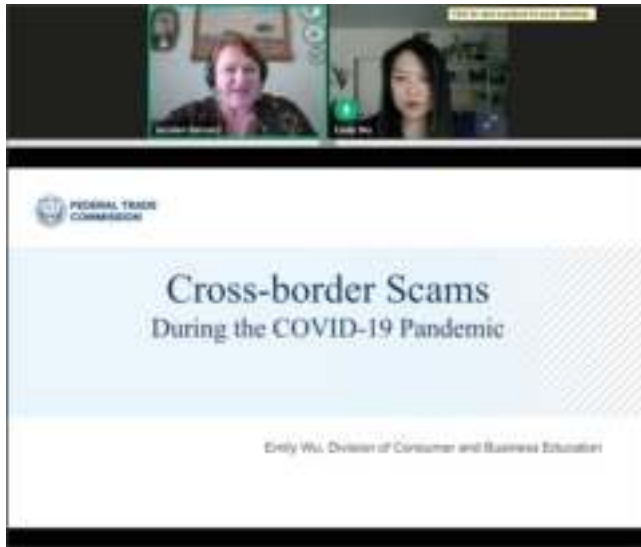 FEDERAL TRADE
COMMISSION
Cross-border Scams
During the COVID-19 Pandemic
Emily Wu, Division of Consumer and Business Education